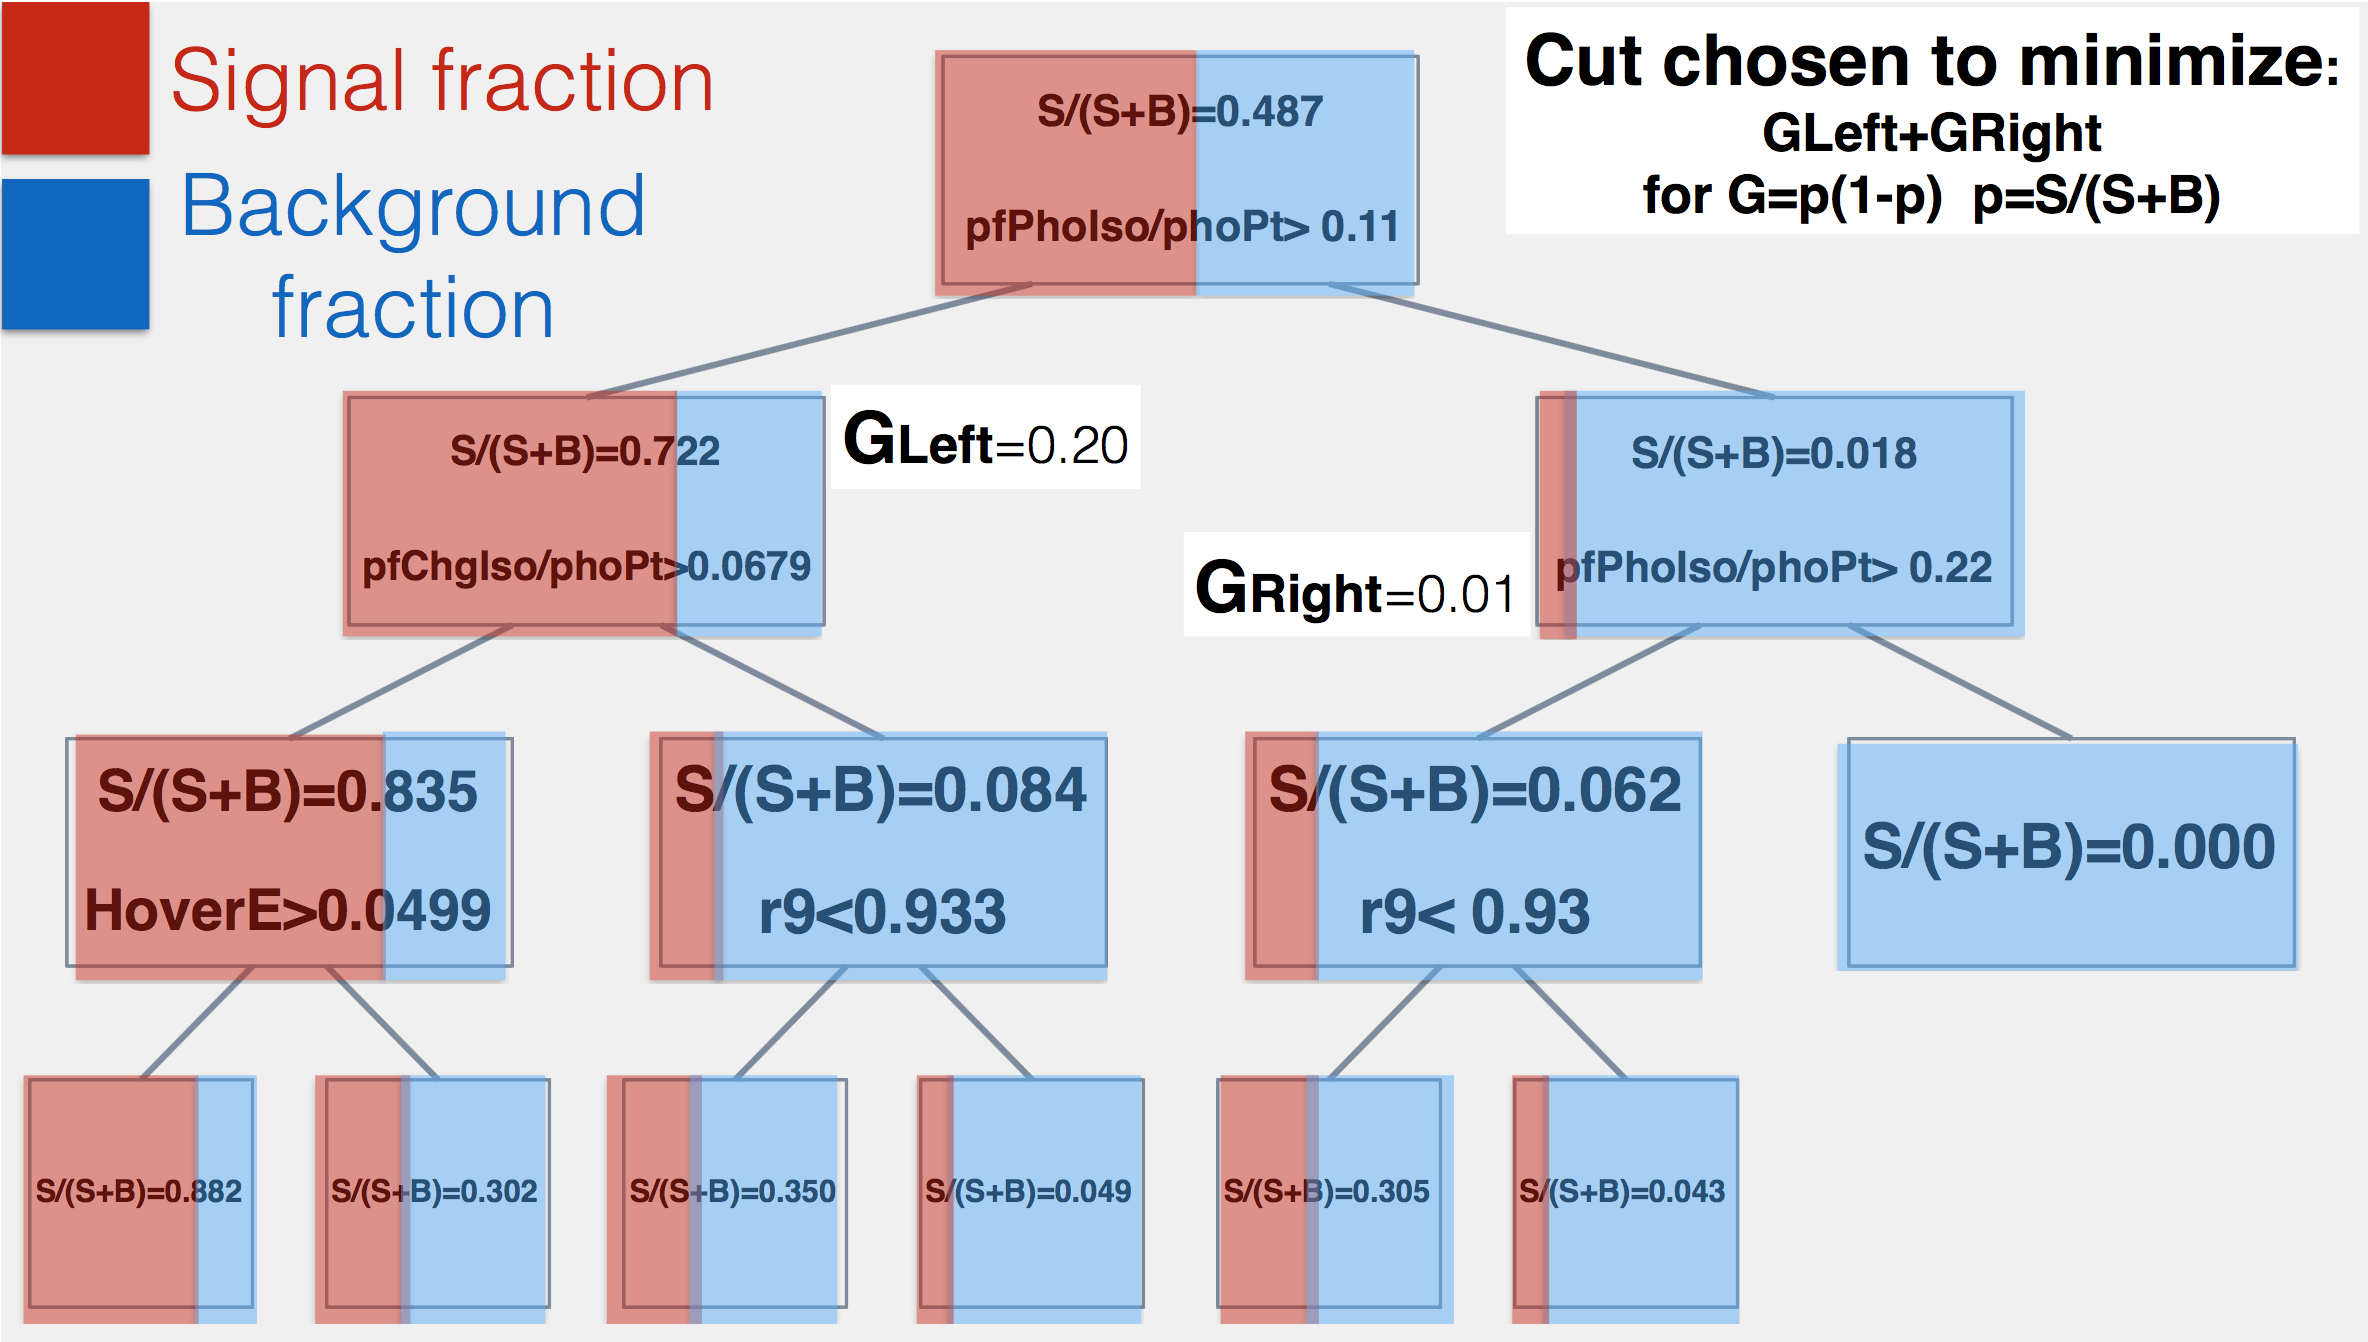 Signal fraction
Background
fraction
Cut chosen to minimize:
GLeft+GRight
for G=p(1-p) p=S/(S+B)
S/(S+B)=0.487
pfPhoIso/phoPt> 0.11
S/(S+B)=0.722
pfChgIso/phoPt>0.0679
GLeft=0.20
GRight=0.01
S/(S+B)=0.018
pfPhoIso/phoPt> 0.22
S/(S+B)=0.835
HoverE>0.0499
S/(S+B)=0.084
r9<0.933
S/(S+B)=0.062
r9< 0.93
S/(S+B)=0.000
S/(S+B)=0.882
S/(S+B)=0.302
S/(S+B)=0.350
S/(S+B)=0.049
S/(S+B)=0.305
S/(S+B)=0.043